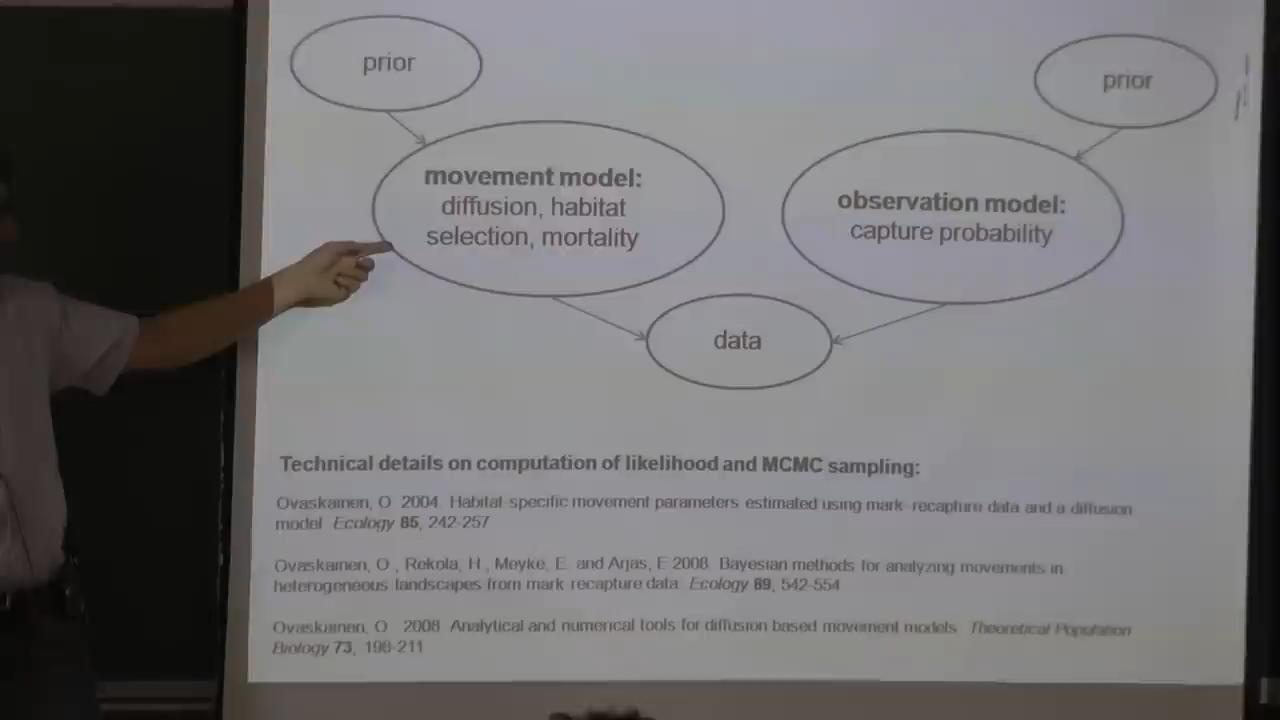 prior
prior
movement model:
diffusion, habitat
selection, mortality
observation model:
capture probability
data
Technical details on computation of likelihood and MCMC sampling:
Ovaskainen, O 2004 Habitat-specific movement parameters estimated using mark-recapture data and a diffusion
model Ecology 85, 242-257
Ovaskainen, O , Rekola, H , Meyke, E and Arjas, E 2008 Bayesian methods for analyzing movements in
heterogeneous landscapes from mark recapture data Ecology 89, 542-554
Ovaskainen, O 2008 Analytical and numerical tools for diffusion based movement models Theoretical Population
Biology 73, 198-211